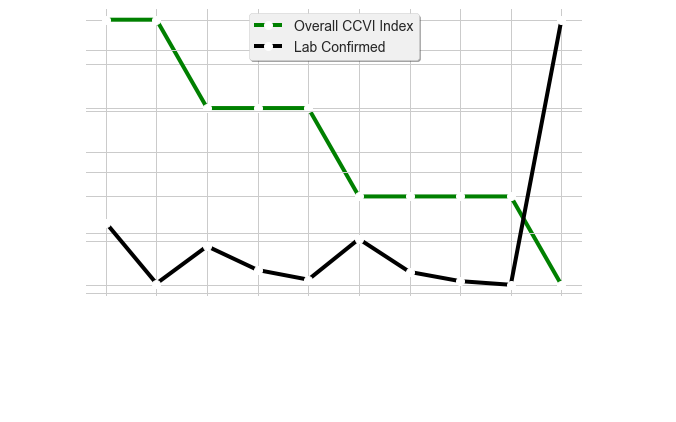 Overall CCVI Index
Lab Confirmed